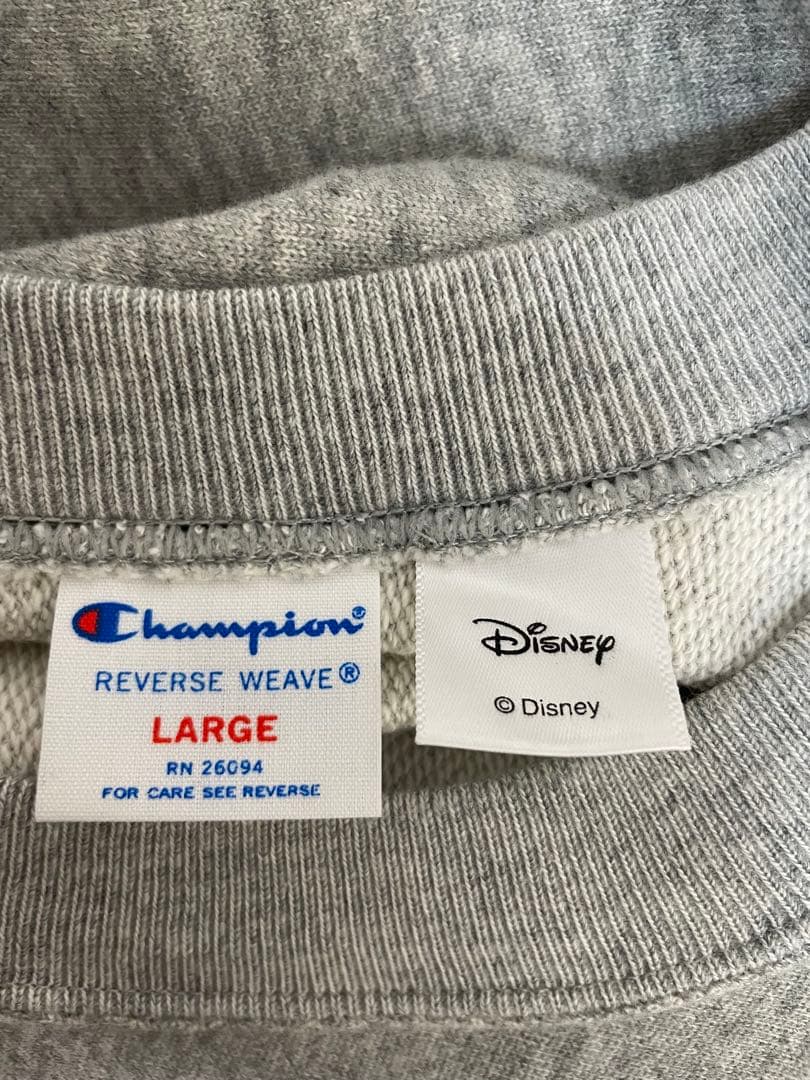 Champion®
REVERSE WEAVE®
LARGE
RN 26094
FOR CARE SEE REVERSE
Disney
© Disney